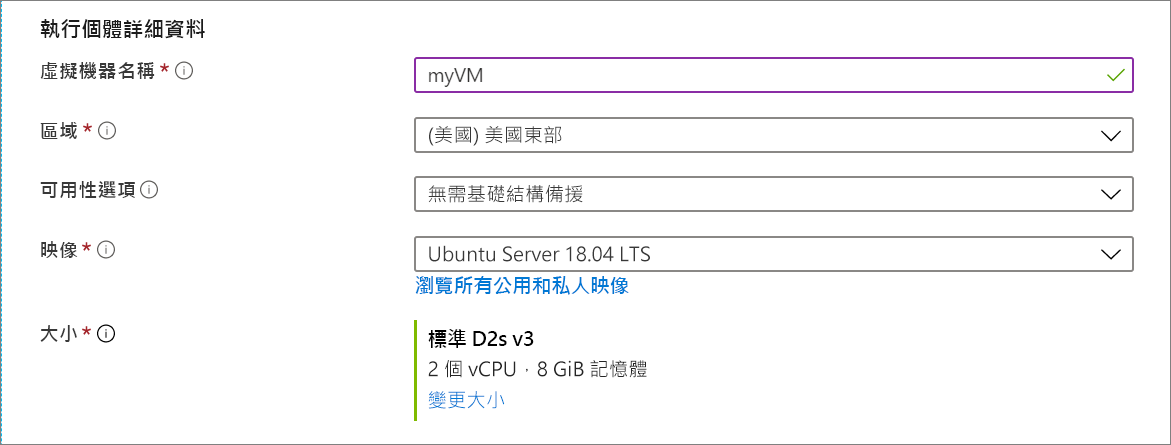 執行個體詳細資料
虛擬機器名稱 *
myVM
區域 *
(美國) 美國東部
可用性選項
無需基礎結構備援
映像 *
Ubuntu Server 18.04 LTS
瀏覽所有公用和私人映像
大小 *
標準 D2s v3
2 個 vCPU，8 GiB 記憶體
變更大小